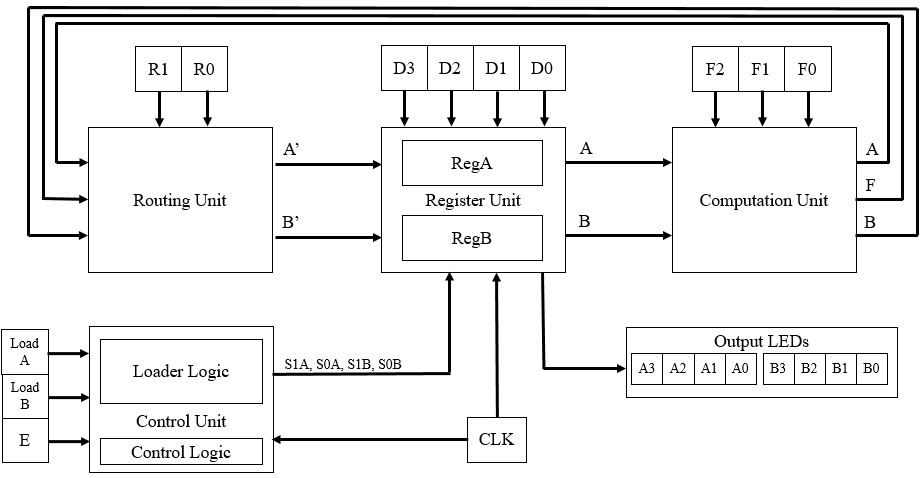 R1 R0
D3 D2 D1 D0
F2 F1 F0
A’
A
A
RegA
Routing Unit
Register Unit
Computation Unit
F
B’
RegB
B
B
Load
A
Load
B
E
Loader Logic
Control Unit
Control Logic
S1A, S0A, S1B, S0B
CLK
Output LEDs
A3 A2 A1 A0 B3 B2 B1 B0